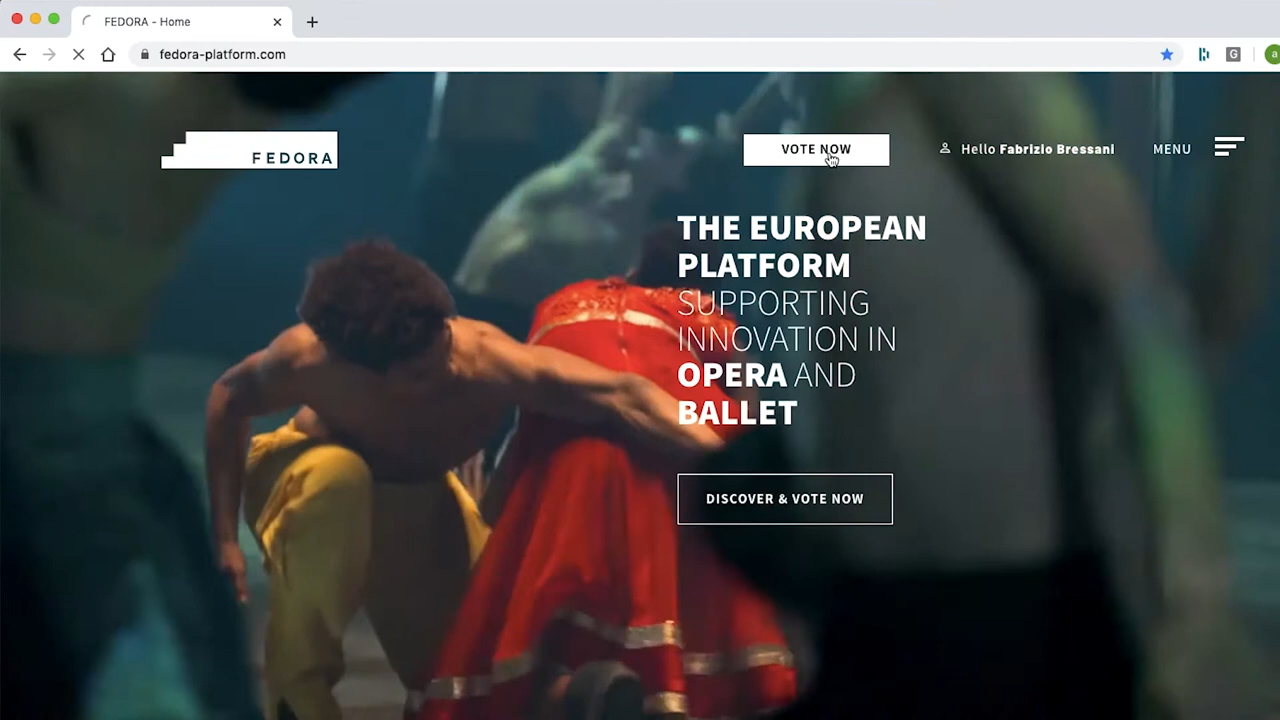 FEDORA - Home
fedora-platform.com
G
a
FEDORA
VOTE NOW
Hello Fabrizio Bressani
MENU
THE EUROPEAN
PLATFORM
SUPPORTING
INNOVATION IN
OPERA AND
BALLET
DISCOVER & VOTE NOW